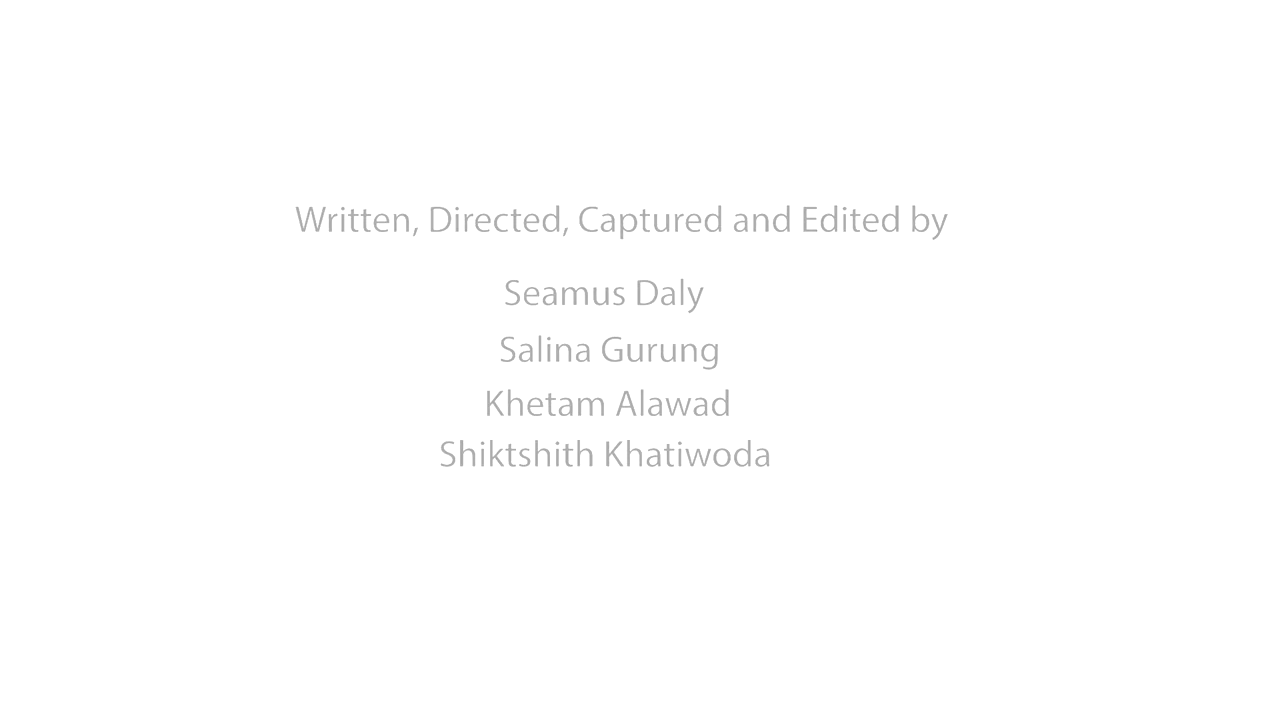 Written, Directed, Captured and Edited by
Seamus Daly
Salina Gurung
Khetam Alawad
Shiktshith Khatiwoda